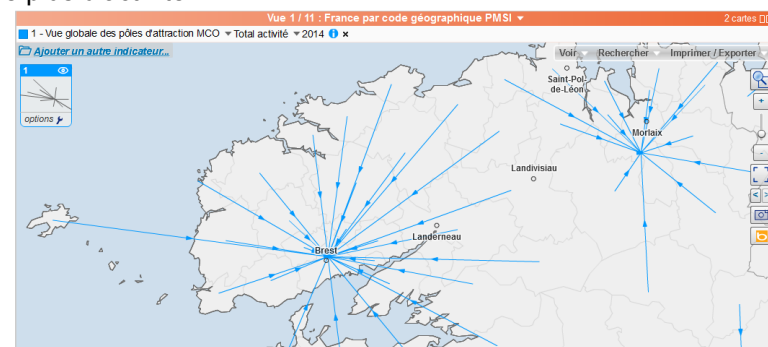 Vue 1 / 11 : France par code géographique PMSI
2 cartes
1 - Vue globale des pôles d'attraction MCO Total activité 2014
Ajouter un autre indicateur...
Voir Rechercher Imprimer / Exporter
1
options
Saint-Pol-
de-Léon
Morlaix
Landivisiau
Landerneau
Brest